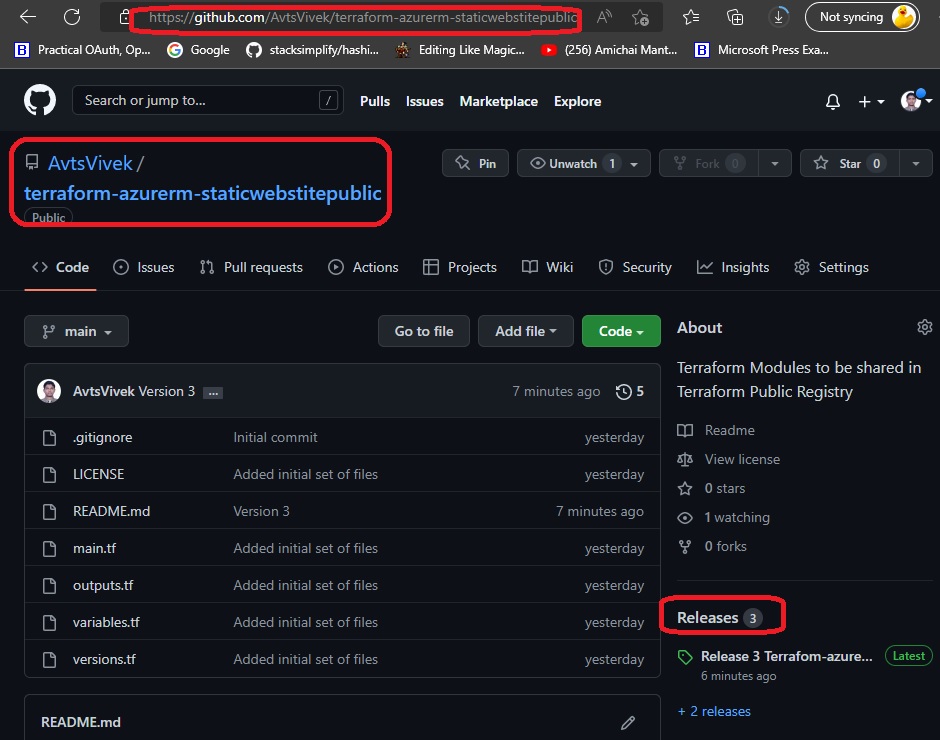 https://github.com/AvtsVivek/terraform-azurerm-staticwebstitepublic
Not syncing
Practical OAuth, Op...
Google
stacksimplify/hashi...
Editing Like Magic...
(256) Amichai Mant...
Microsoft Press Exa...
Search or jump to...
/
Pulls
Issues
Marketplace
Explore
AvtsVivek /
terraform-azurerm-staticwebstitepublic
Public
Pin
Unwatch 1
Fork 0
Star 0
Code
Issues
Pull requests
Actions
Projects
Wiki
Security
Insights
Settings
main
Go to file
Add file
Code
AvtsVivek Version 3 ... 7 minutes ago 5
.gitignore Initial commit yesterday
LICENSE Added initial set of files yesterday
README.md Version 3 7 minutes ago
main.tf Added initial set of files yesterday
outputs.tf Added initial set of files yesterday
variables.tf Added initial set of files yesterday
versions.tf Added initial set of files yesterday
README.md
About
Terraform Modules to be shared in
Terraform Public Registry
Readme
View license
0 stars
1 watching
0 forks
Releases 3
Release 3 Terrafom-azure... Latest
6 minutes ago
+ 2 releases